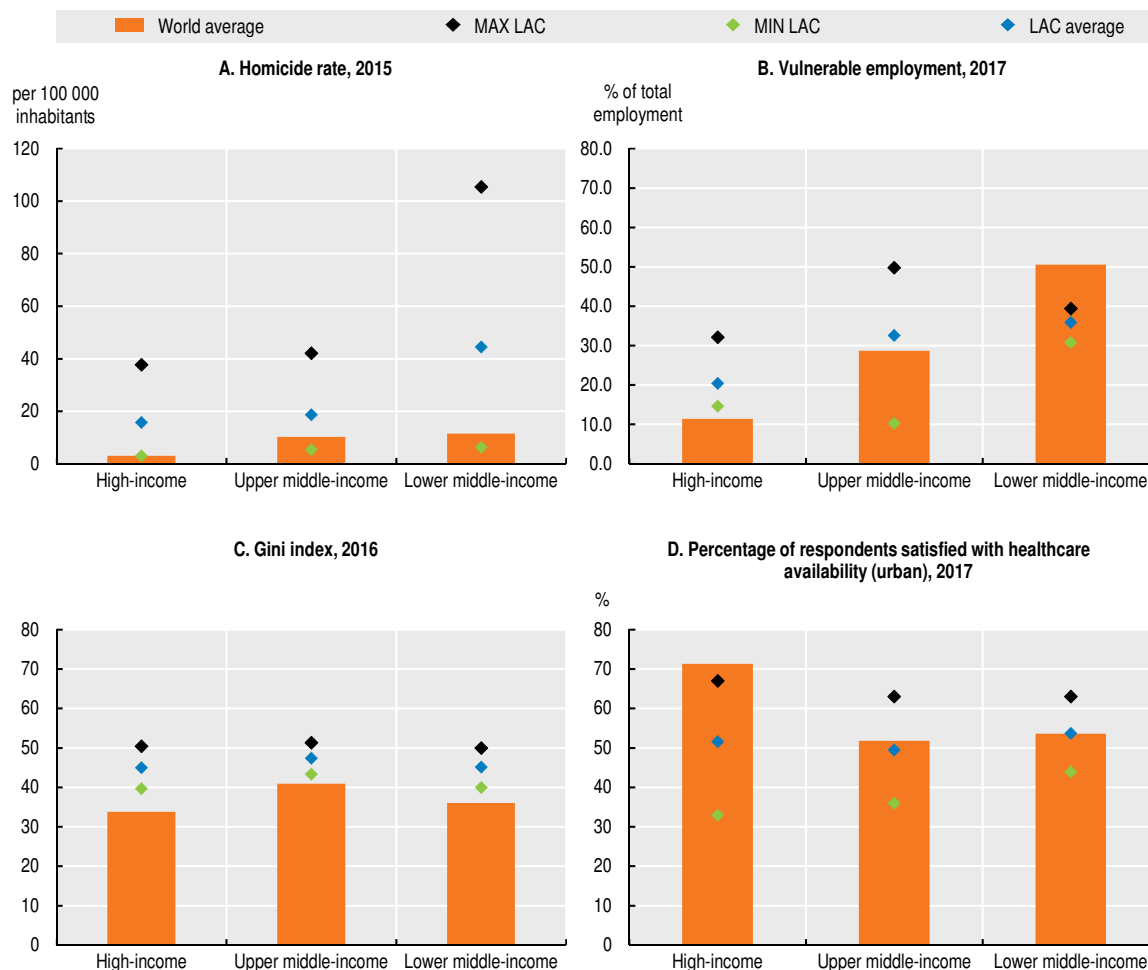 World average MAX LAC MIN LAC LAC average
A. Homicide rate, 2015
per 100 000
inhabitants
120
100
80
60
40
20
0
High-income Upper middle-income Lower middle-income
B. Vulnerable employment, 2017
% of total
employment
80.0
70.0
60.0
50.0
40.0
30.0
20.0
10.0
0.0
High-income Upper middle-income Lower middle-income
C. Gini index, 2016
80
70
60
50
40
30
20
10
0
High-income Upper middle-income Lower middle-income
D. Percentage of respondents satisfied with healthcare
availability (urban), 2017
%
80
70
60
50
40
30
20
10
0
High-income Upper middle-income Lower middle-income